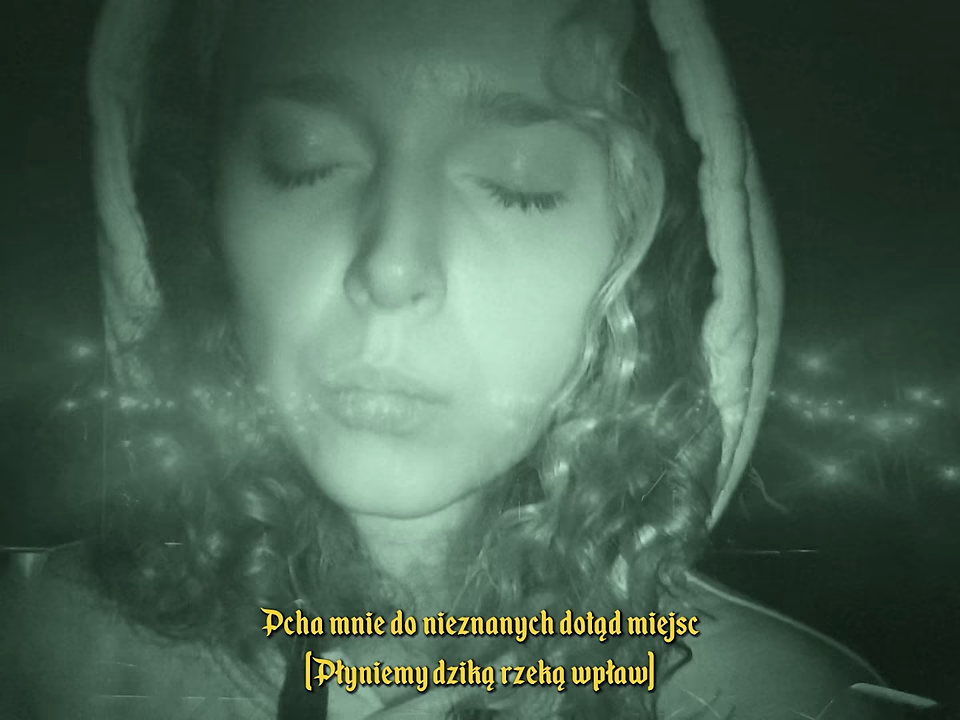 Pcha mnie do nieznanych dotąd miejsc
(Płyniemy dziką rzeką wpław)